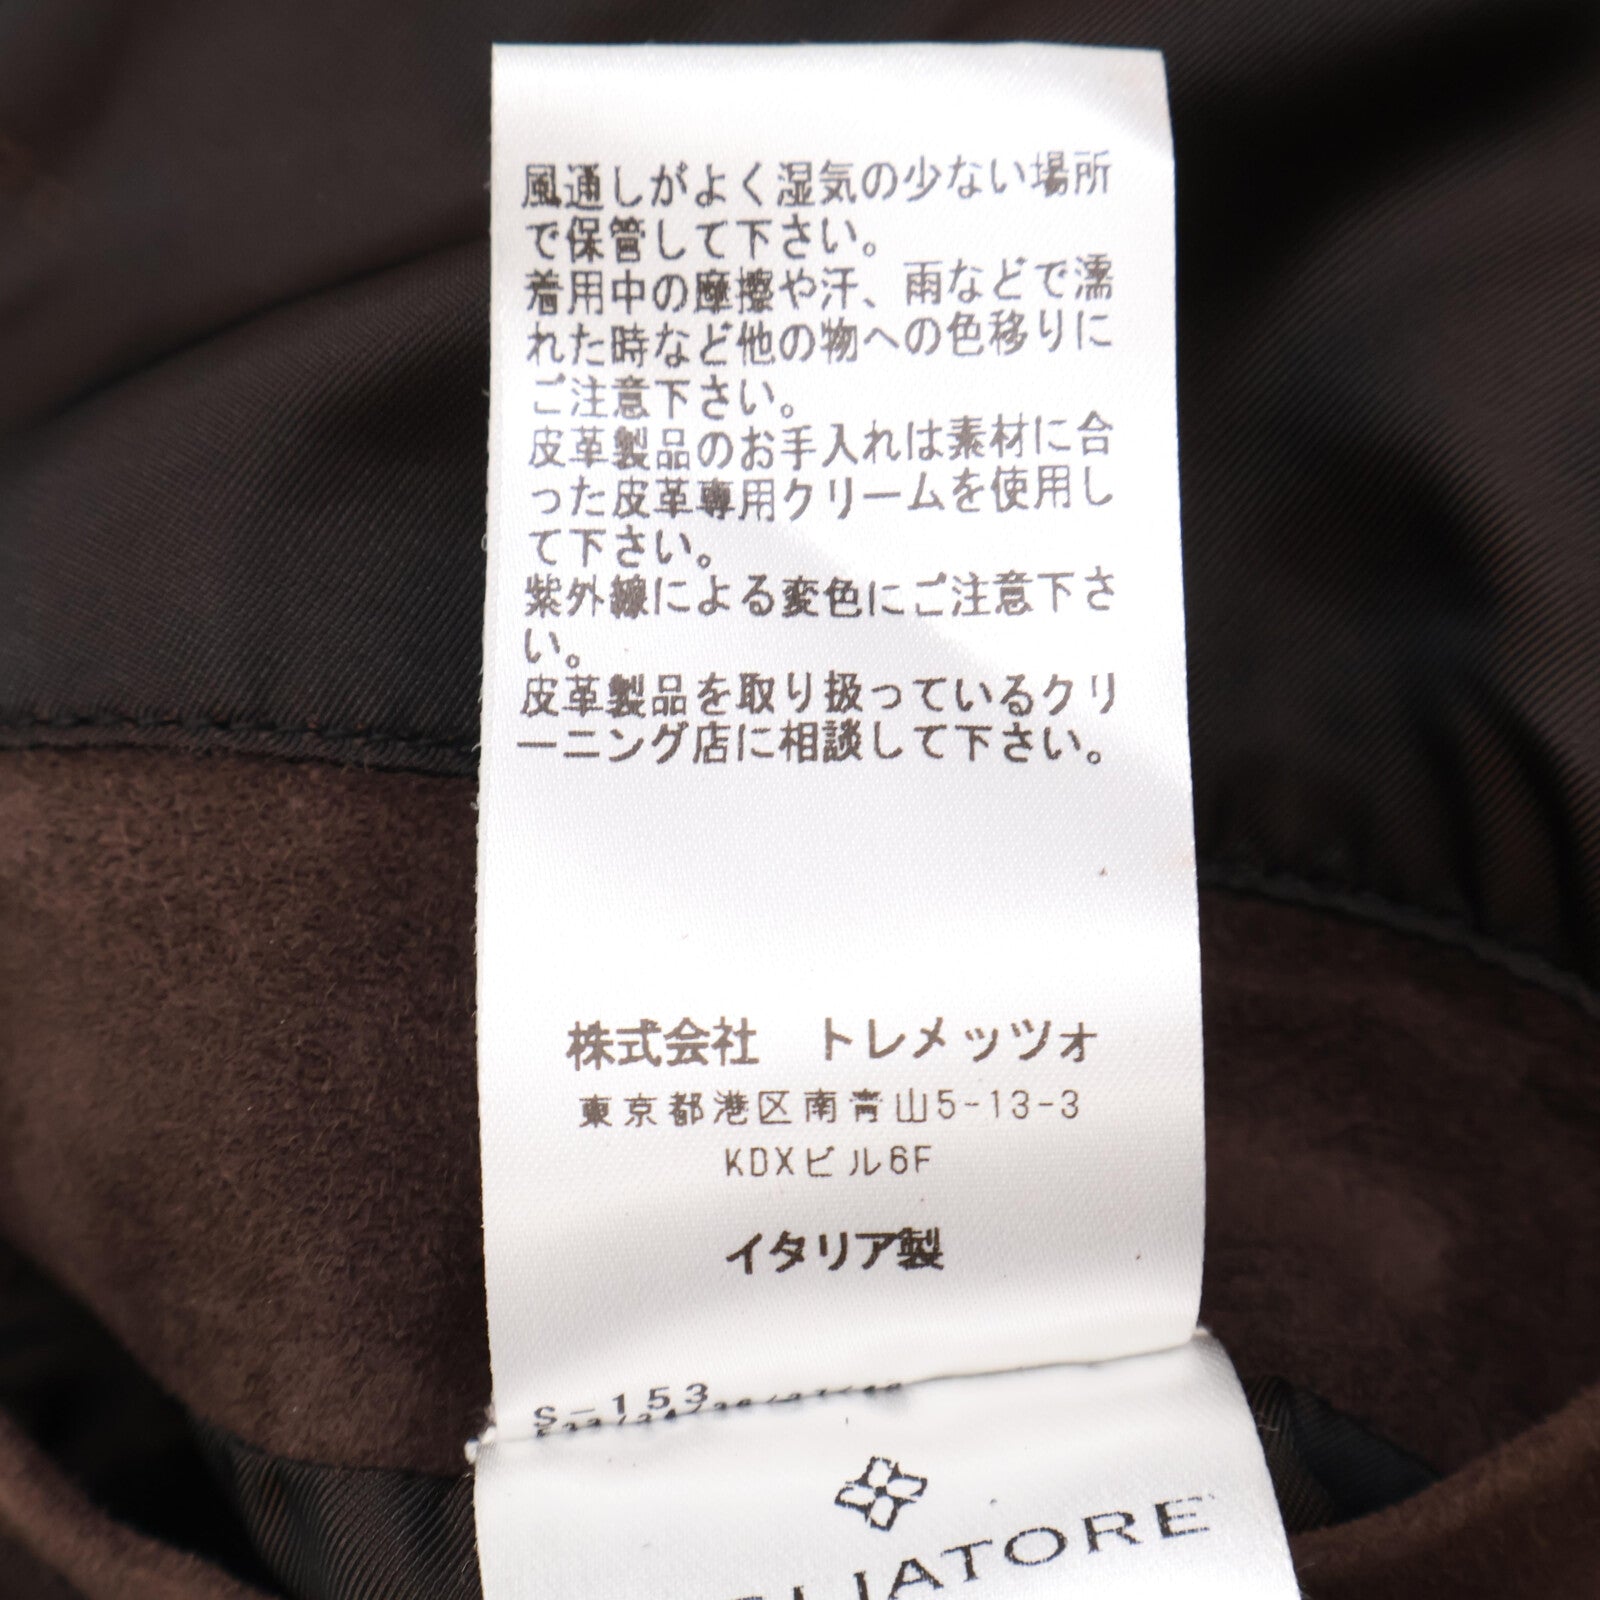 風通しがよく湿気の少ない場所
で保管して下さい。
着用中の摩擦や汗、雨などで濡
れた時など他の物への色移りに
ご注意下さい。
皮革製品のお手入れは素材に合
った皮革専用クリームを使用し
て下さい。
紫外線による変色にご注意下さ
い。
皮革製品を取り扱っているクリ
ーニング店に相談して下さい。
株式会社 トレメッツォ
東京都港区南青山5-13-3
KDXビル6F
イタリア製
S-153
LIATORE